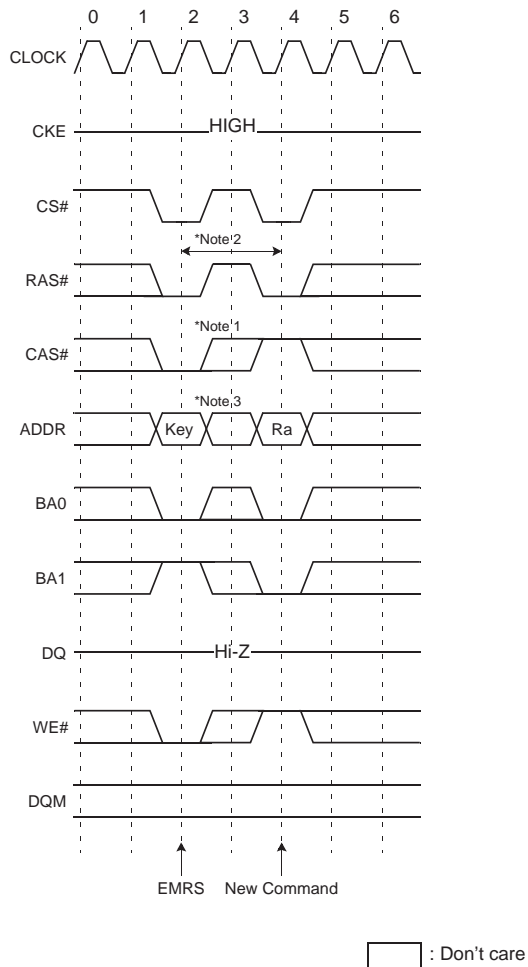 0 1 2 3 4 5 6
CLOCK
CKE
HIGH
CS#
*Note 2
RAS#
*Note 1
CAS#
*Note 3
ADDR
Key
Ra
BA0
BA1
DQ
Hi-Z
WE#
DQM
EMRS New Command
: Don't care